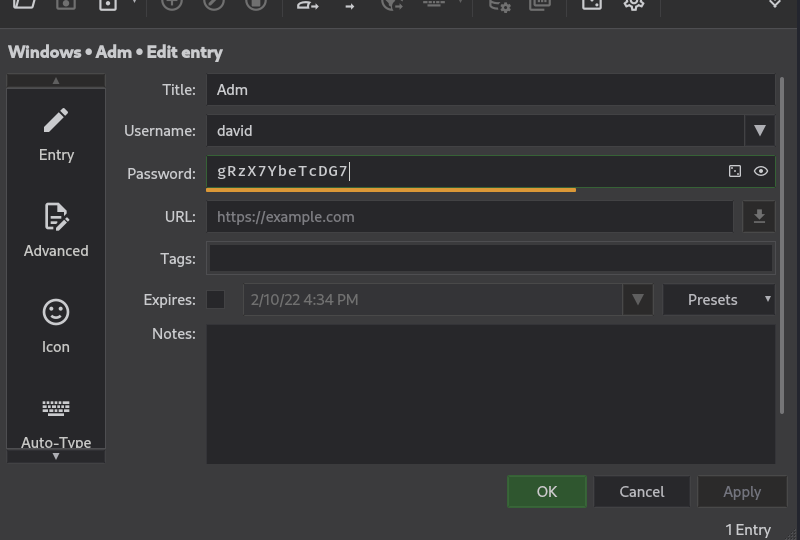 Windows • Adm • Edit entry
Entry
Advanced
Icon
Auto-Type
Title: Adm
Username: david
Password: gRzX7YbeTcDG7
URL: https://example.com
Tags:
Expires: 2/10/22 4:34 PM Presets
Notes:
OK Cancel Apply
1 Entry